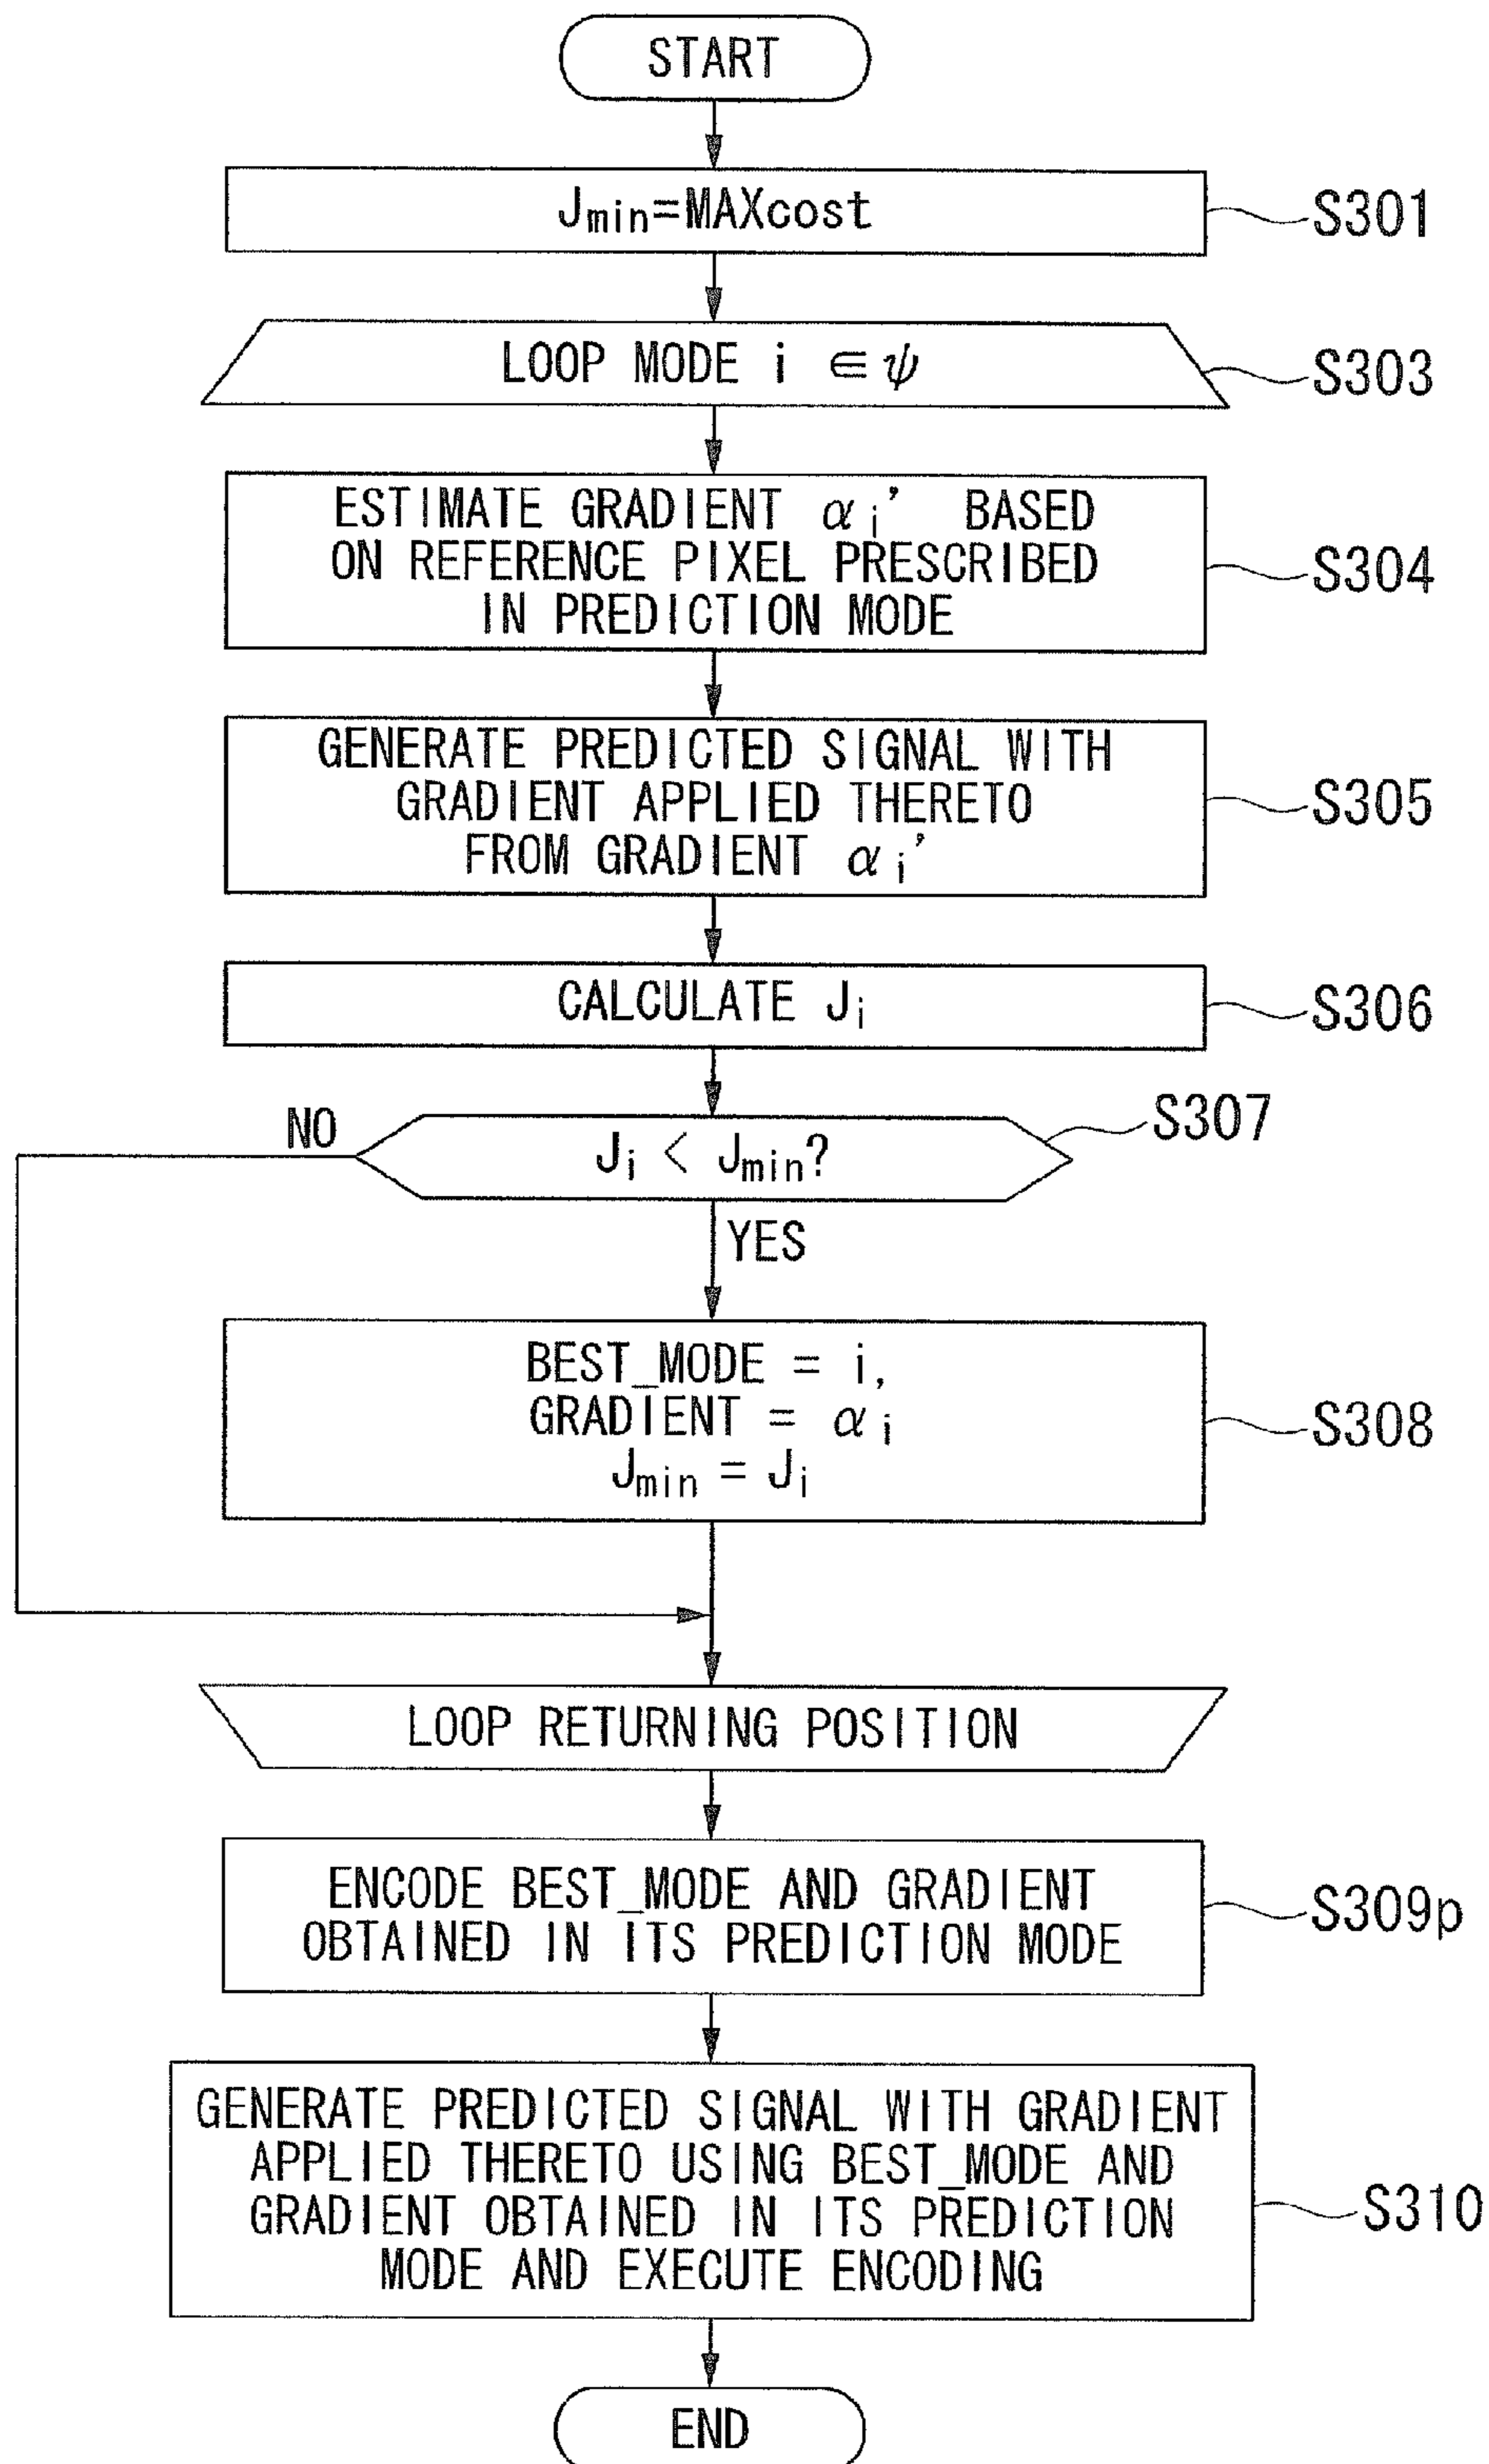 START
Jmin=MAXcost
S301
LOOP MODE i ∈ψ
S303
ESTIMATE GRADIENT αi' BASED
ON REFERENCE PIXEL PRESCRIBED
IN PREDICTION MODE
S304
GENERATE PREDICTED SIGNAL WITH
GRADIENT APPLIED THERETO
FROM GRADIENT αi'
S305
CALCULATE Ji
S306
NO
Ji < Jmin?
S307
YES
BEST_MODE = i,
GRADIENT = αi
Jmin = Ji
S308
LOOP RETURNING POSITION
ENCODE BEST_MODE AND GRADIENT
OBTAINED IN ITS PREDICTION MODE
S309p
GENERATE PREDICTED SIGNAL WITH GRADIENT
APPLIED THERETO USING BEST_MODE AND
GRADIENT OBTAINED IN ITS PREDICTION
MODE AND EXECUTE ENCODING
S310
END